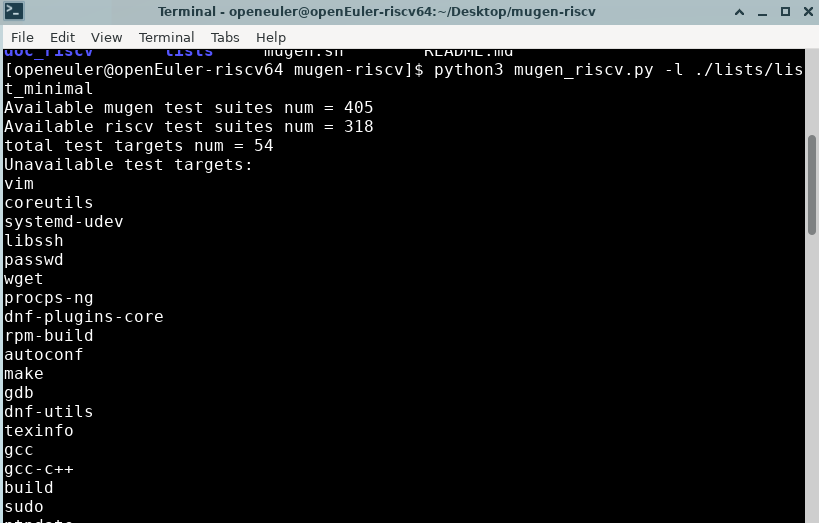 Terminal - openeuler@openEuler-riscv64:~/Desktop/mugen-riscv
File Edit View Terminal Tabs Help
doc_riscv lists mugen.sh README.md
[openeuler@openEuler-riscv64 mugen-riscv]$ python3 mugen_riscv.py -l ./lists/lis
t_minimal
Available mugen test suites num = 405
Available riscv test suites num = 318
total test targets num = 54
Unavailable test targets:
vim
coreutils
systemd-udev
libssh
passwd
wget
procps-ng
dnf-plugins-core
rpm-build
autoconf
make
gdb
dnf-utils
texinfo
gcc
gcc-c++
build
sudo
ntpdate